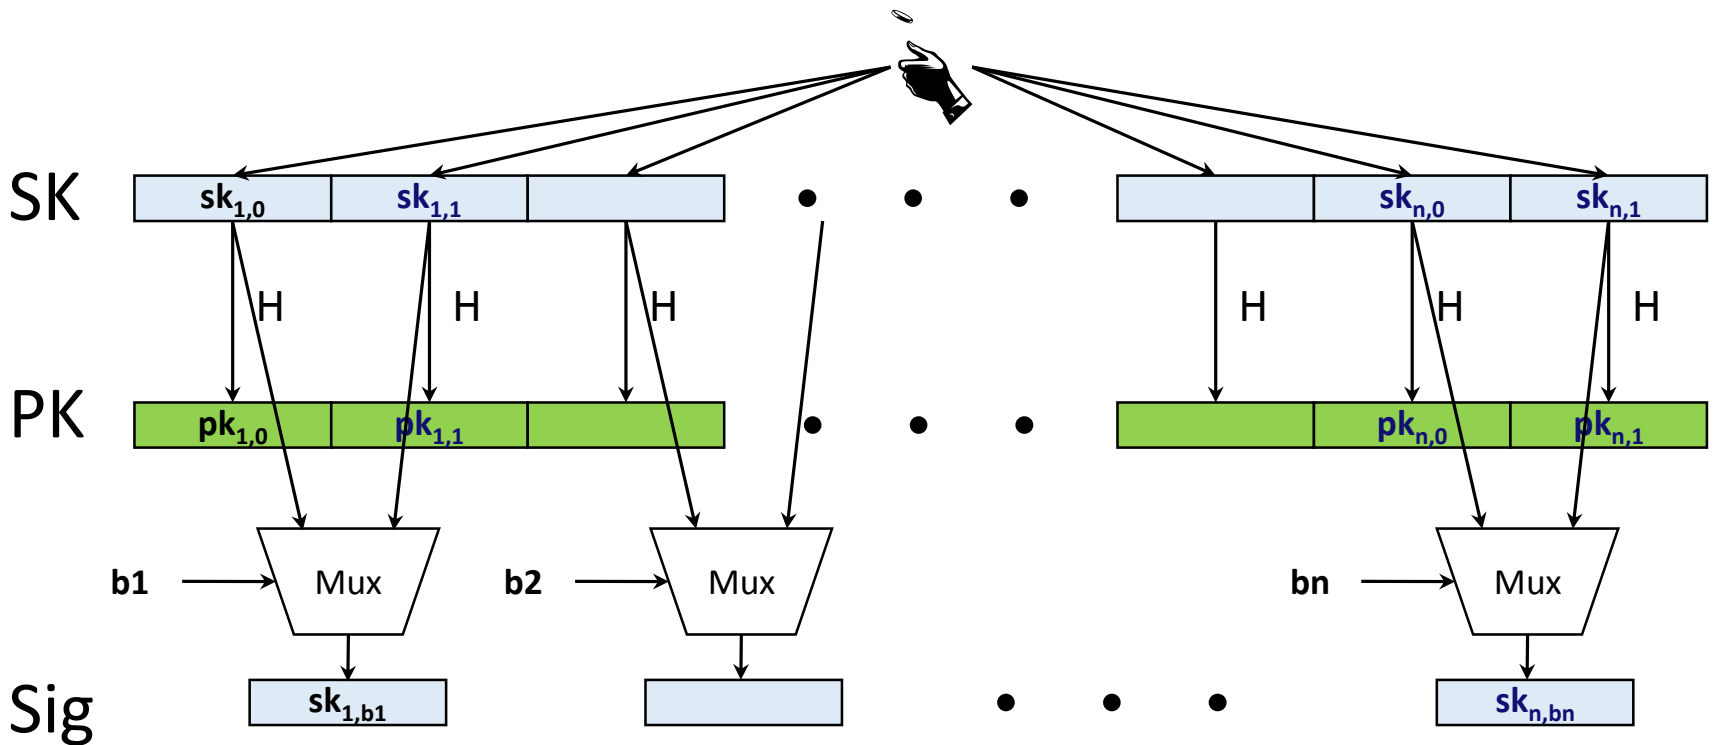 SK sk1,0 sk1,1 skn,0 skn,1
H H H H H H
PK pk1,0 pk1,1 pkn,0 pkn,1
b1 Mux b2 Mux bn Mux
Sig sk1,b1 skn,bn